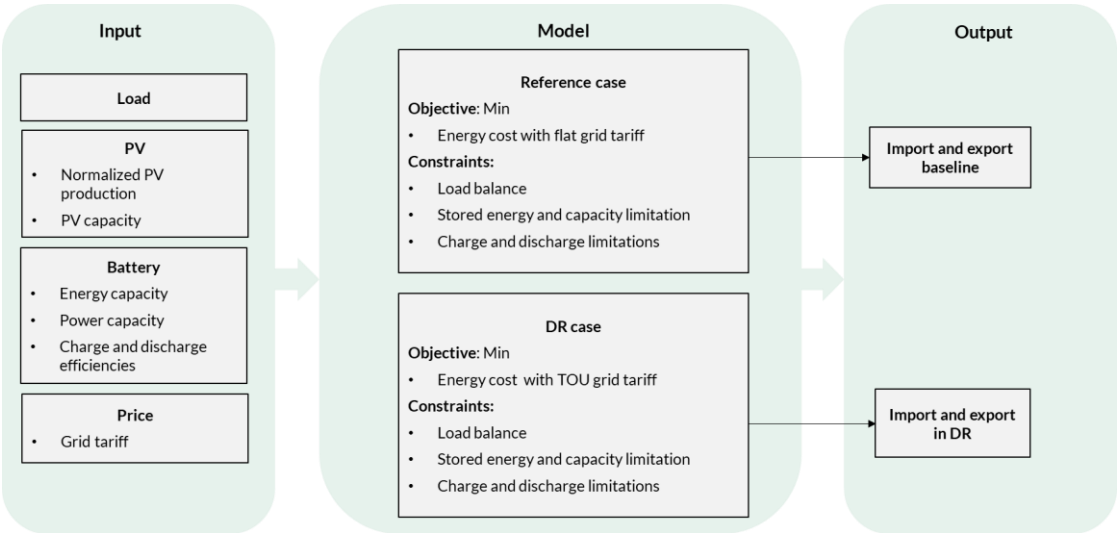 Input
Load
PV
• Normalized PV
production
• PV capacity
Battery
• Energy capacity
• Power capacity
• Charge and discharge
efficiencies
Price
• Grid tariff
Model
Reference case
Objective: Min
• Energy cost with flat grid tariff
Constraints:
• Load balance
• Stored energy and capacity limitation
• Charge and discharge limitations
DR case
Objective: Min
• Energy cost with TOU grid tariff
Constraints:
• Load balance
• Stored energy and capacity limitation
• Charge and discharge limitations
Output
Import and export
baseline
Import and export
in DR